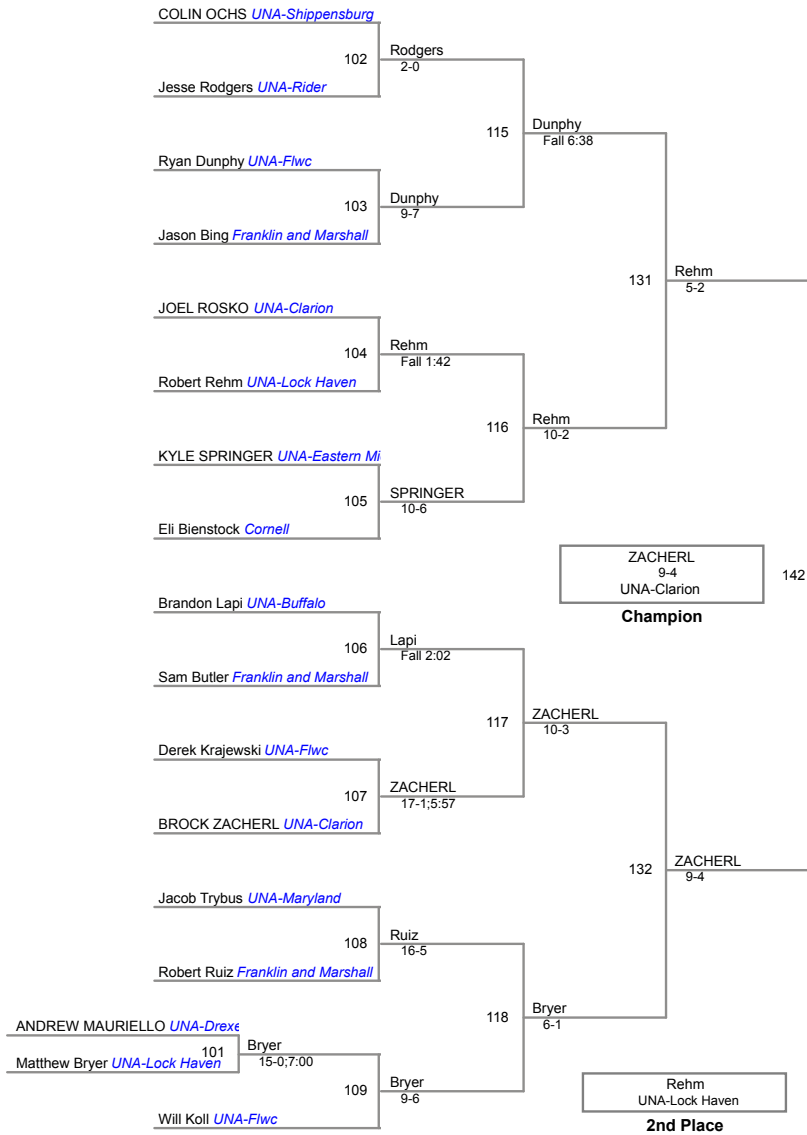 COLIN OCHS UNA-Shippensburg
102
Rodgers
2-0
Jesse Rodgers UNA-Rider
115
Dunphy
Fall 6:38
Ryan Dunphy UNA-Flwc
103
Dunphy
9-7
Jason Bing Franklin and Marshall
131
Rehm
5-2
JOEL ROSKO UNA-Clarion
104
Rehm
Fall 1:42
Robert Rehm UNA-Lock Haven
116
Rehm
10-2
KYLE SPRINGER UNA-Eastern Mi
105
SPRINGER
10-6
Eli Bienstock Cornell
ZACHERL
9-4
UNA-Clarion
142
Champion
Brandon Lapi UNA-Buffalo
106
Lapi
Fall 2:02
Sam Butler Franklin and Marshall
117
ZACHERL
10-3
Derek Krajewski UNA-Flwc
107
ZACHERL
17-1;5:57
BROCK ZACHERL UNA-Clarion
132
ZACHERL
9-4
Jacob Trybus UNA-Maryland
108
Ruiz
16-5
Robert Ruiz Franklin and Marshall
118
Bryer
6-1
ANDREW MAURIELLO UNA-Drexe
101
Bryer
15-0;7:00
Matthew Bryer UNA-Lock Haven
109
Bryer
9-6
Will Koll UNA-Flwc
Rehm
UNA-Lock Haven
2nd Place